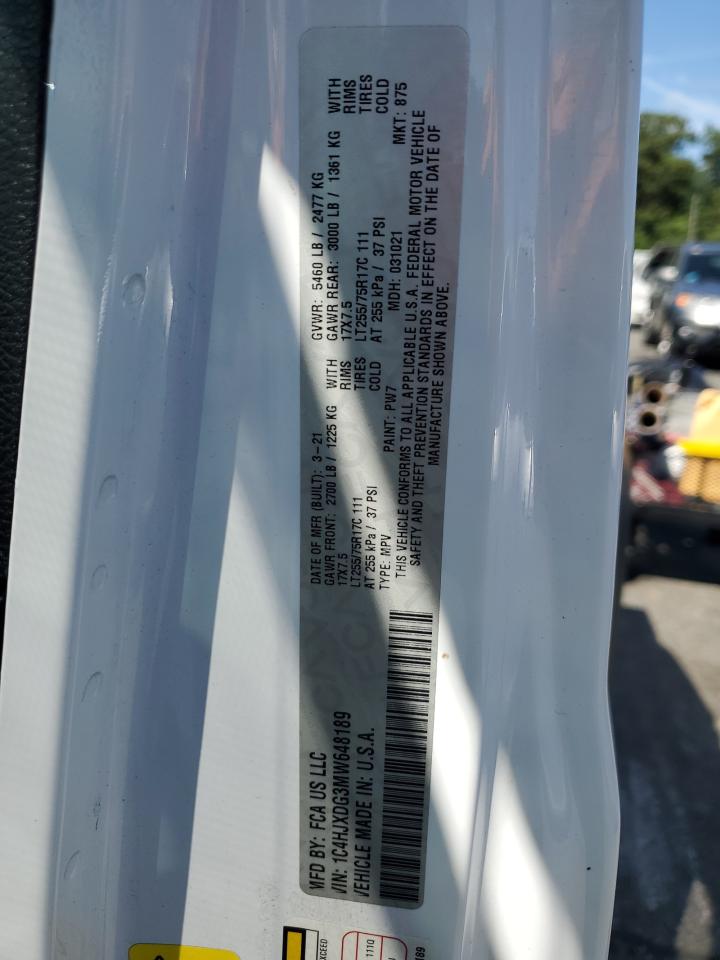 MFD BY: FCA US LLC
VIN: 1C4HJXDG3MW648189
VEHICLE MADE IN: U.S.A.
DATE OF MFR (BUILT): 3-21
GAWR FRONT: 2700 LB / 1225 KG WITH
17X7.5 RIMS
LT255/75R17C 111 TIRES
AT 255 kPa / 37 PSI COLD
TYPE: MPV PAINT: PW7
GVWR: 5460 LB / 2477 KG
GAWR REAR: 3000 LB / 1361 KG WITH
17X7.5 RIMS
LT255/75R17C 111 TIRES
AT 255 kPa / 37 PSI COLD
MDH: 031021 MKT: 875
THIS VEHICLE CONFORMS TO ALL APPLICABLE U.S.A. FEDERAL MOTOR VEHICLE
SAFETY AND THEFT PREVENTION STANDARDS IN EFFECT ON THE DATE OF
MANUFACTURE SHOWN ABOVE.
EXCEED
111Q
189